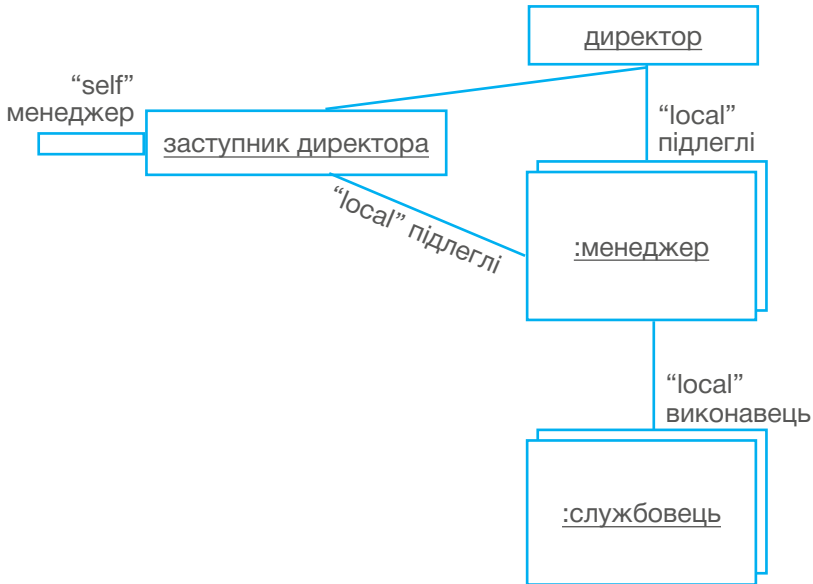 директор
“self”
менеджер
заступник директора
“local”
підлеглі
“local” підлеглі
:менеджер
“local”
виконавець
:службовець